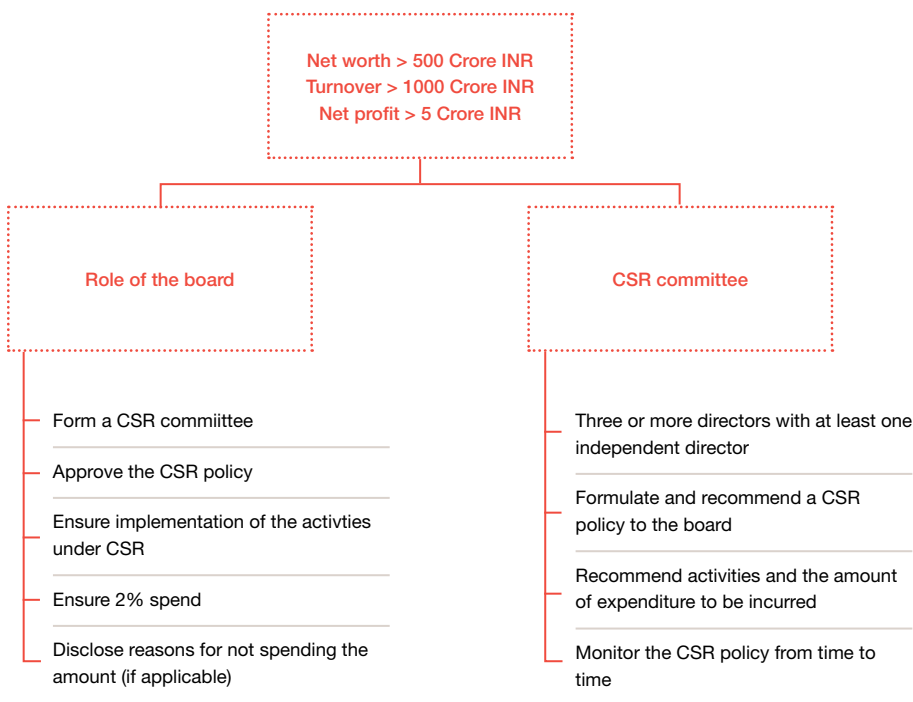 Net worth > 500 Crore INR
Turnover > 1000 Crore INR
Net profit > 5 Crore INR
Role of the board
Form a CSR commiittee
Approve the CSR policy
Ensure implementation of the activties
under CSR
Ensure 2% spend
Disclose reasons for not spending the
amount (if applicable)
CSR committee
Three or more directors with at least one
independent director
Formulate and recommend a CSR
policy to the board
Recommend activities and the amount
of expenditure to be incurred
Monitor the CSR policy from time to
time